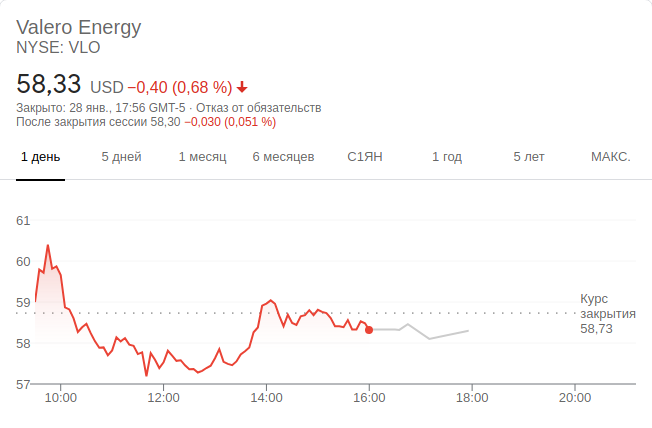 Valero Energy
NYSE: VLO
58,33 USD −0,40 (0,68 %)
Закрыто: 28 янв., 17:56 GMT-5 · Отказ от обязательств
После закрытия сессии 58,30 −0,030 (0,051 %)
1 день 5 дней 1 месяц 6 месяцев С1ЯН 1 год 5 лет МАКС.
61
60
59
58
57
Курс
закрытия
58,73
10:00 12:00 14:00 16:00 18:00 20:00